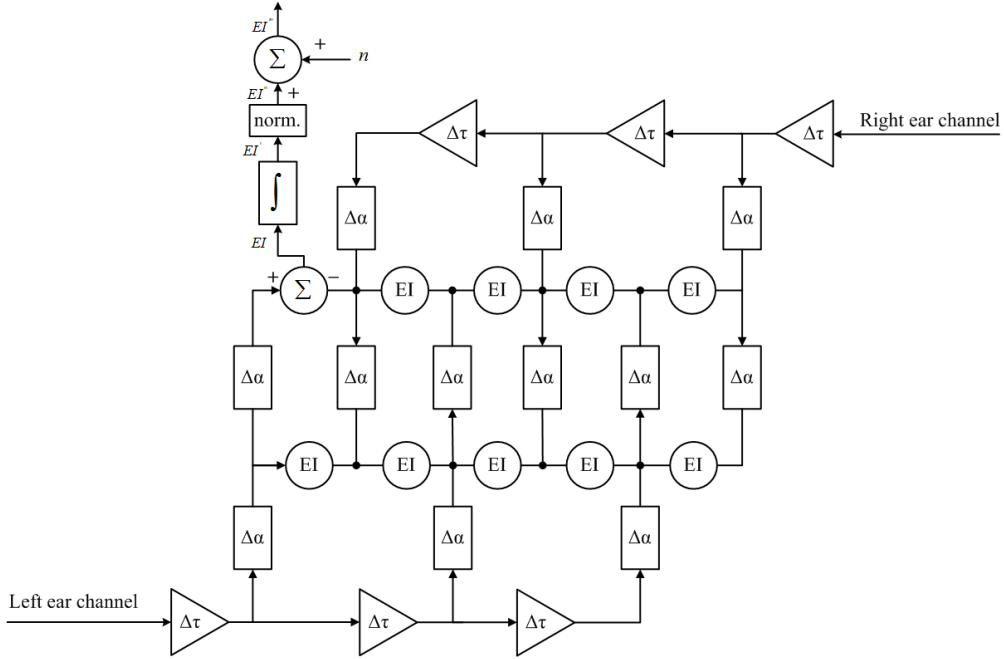 EI'''
Σ + n
EI'' +
norm.
EI'
∫
EI
Δτ Δτ Δτ Right ear channel
Δα Δα Δα
+ Σ − EI EI EI EI
Δα Δα Δα Δα Δα Δα
EI EI EI EI EI
Δα Δα Δα
Left ear channel Δτ Δτ Δτ